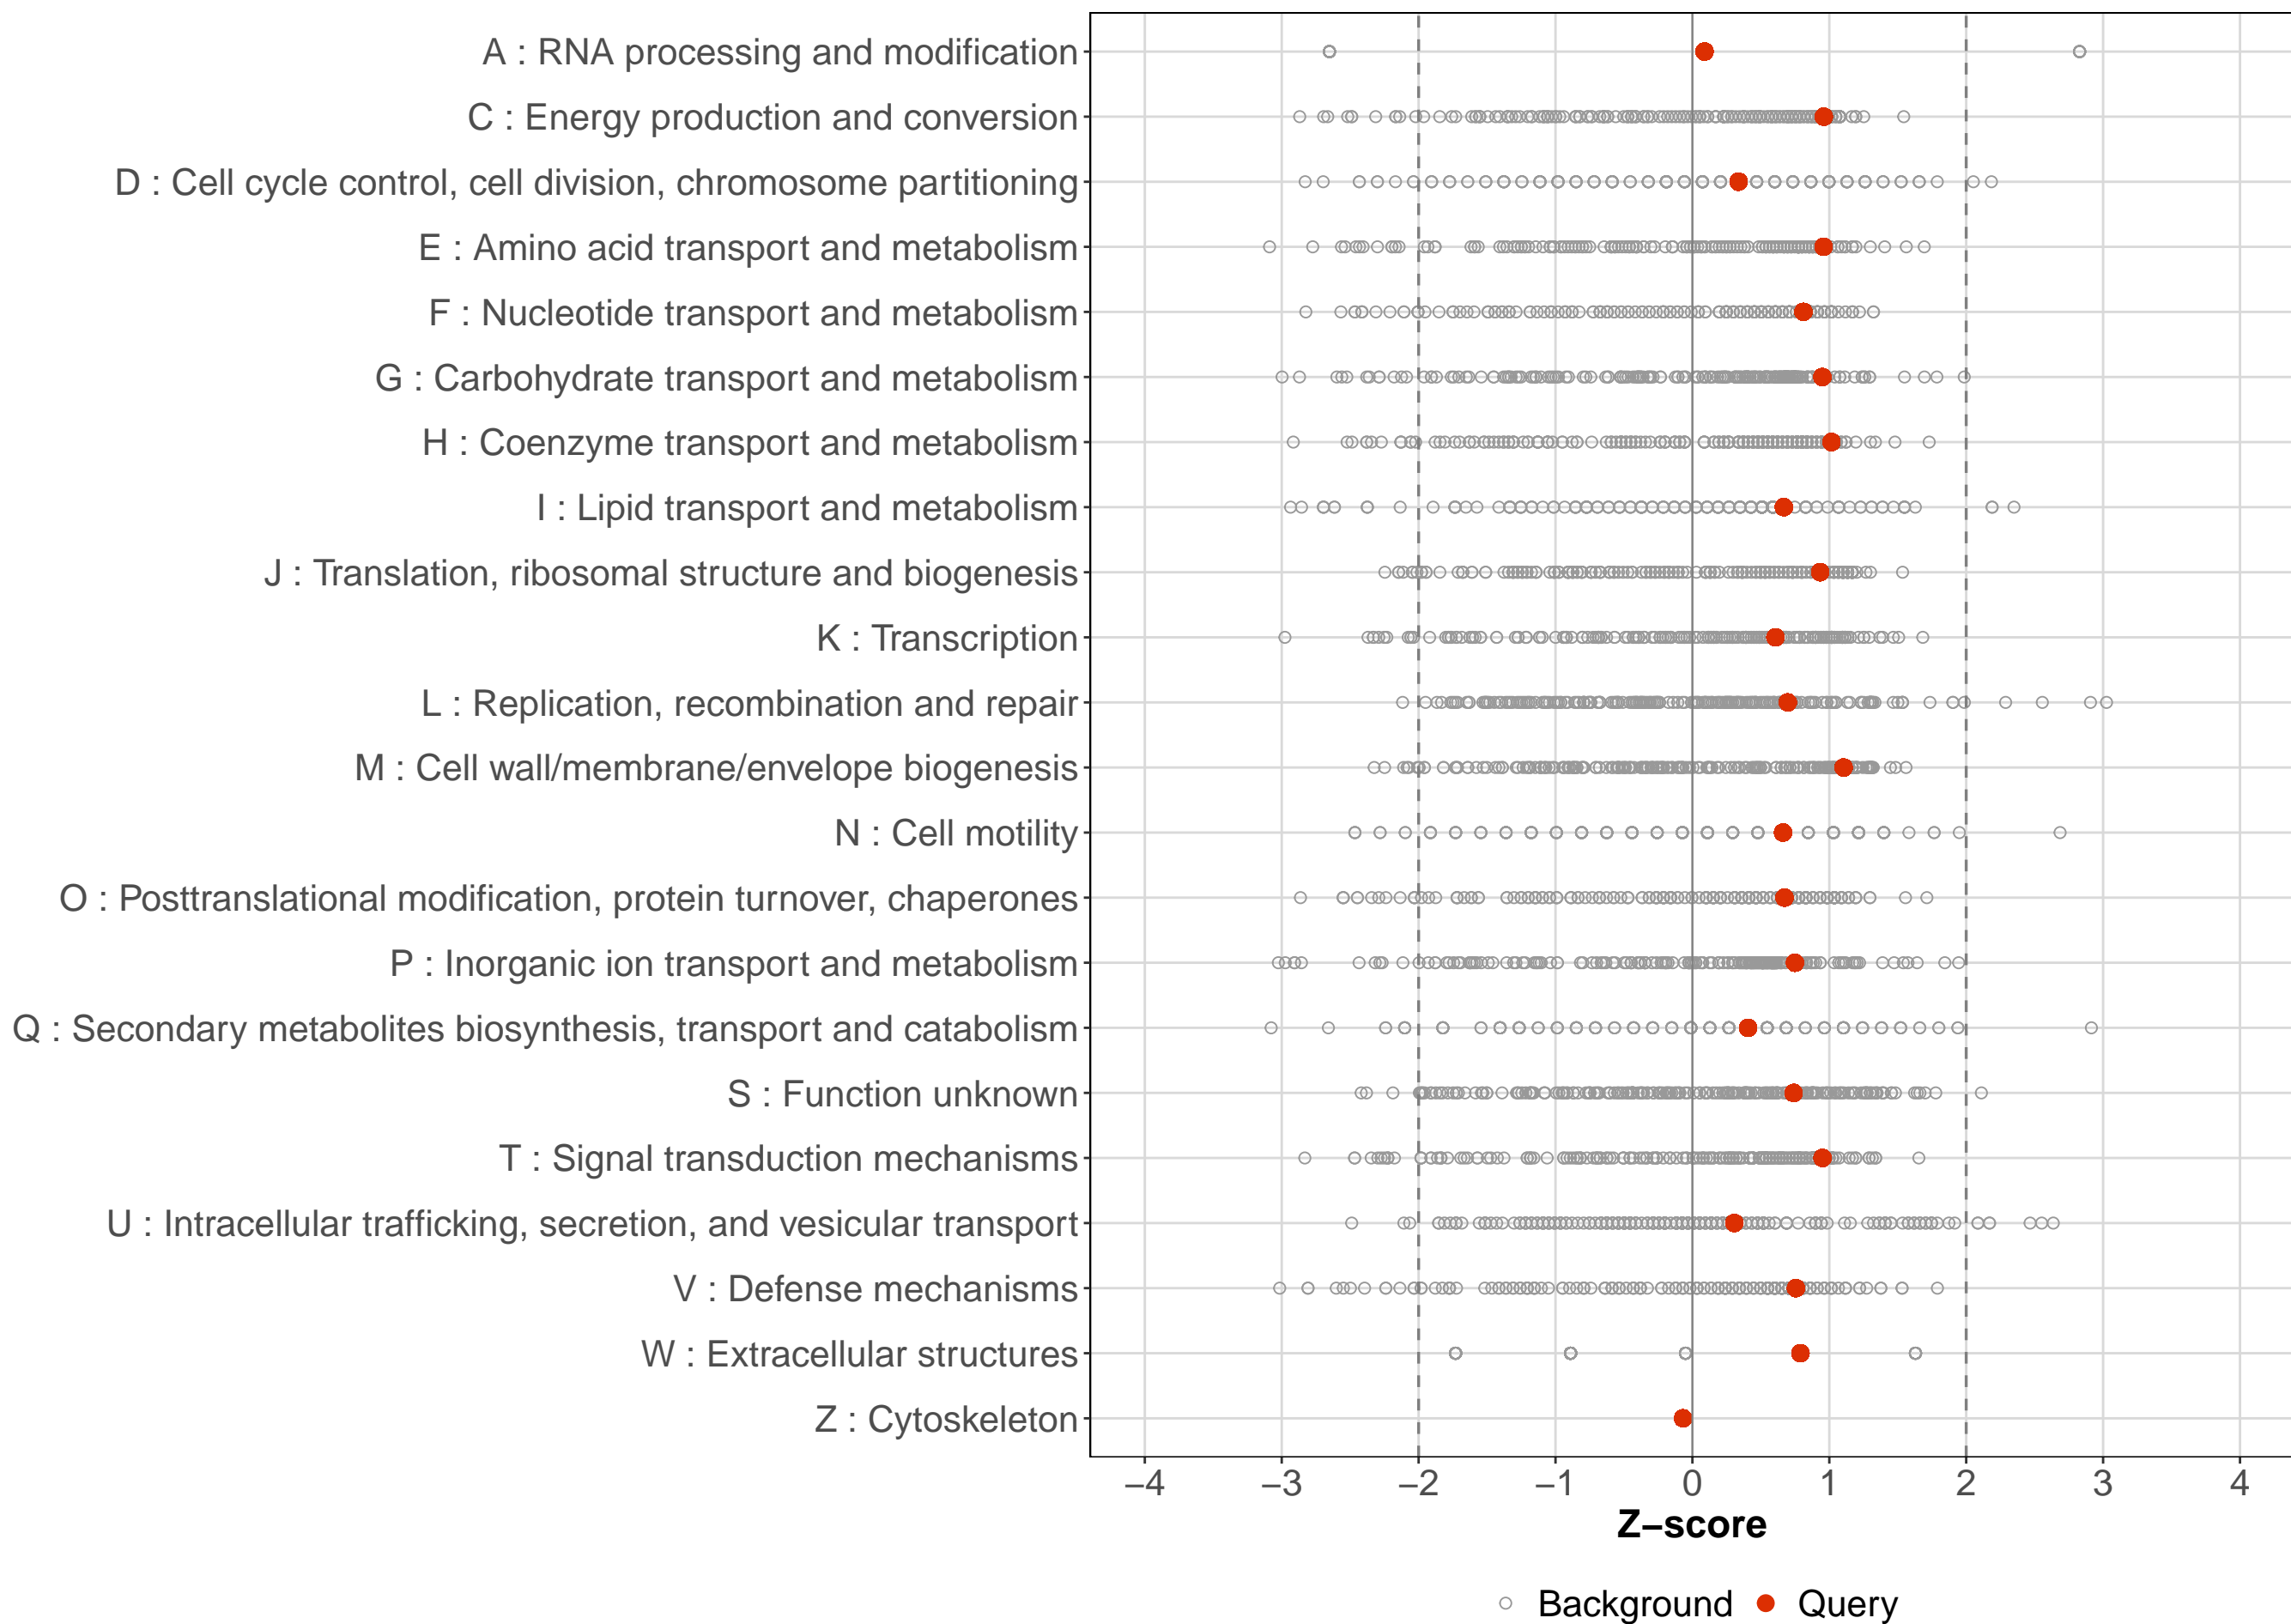 A : RNA processing and modification
C : Energy production and conversion
D : Cell cycle control, cell division, chromosome partitioning
E : Amino acid transport and metabolism
F : Nucleotide transport and metabolism
G : Carbohydrate transport and metabolism
H : Coenzyme transport and metabolism
I : Lipid transport and metabolism
J : Translation, ribosomal structure and biogenesis
K : Transcription
L : Replication, recombination and repair
M : Cell wall/membrane/envelope biogenesis
N : Cell motility
O : Posttranslational modification, protein turnover, chaperones
P : Inorganic ion transport and metabolism
Q : Secondary metabolites biosynthesis, transport and catabolism
S : Function unknown
T : Signal transduction mechanisms
U : Intracellular trafficking, secretion, and vesicular transport
V : Defense mechanisms
W : Extracellular structures
Z : Cytoskeleton
−4 −3 −2 −1 0 1 2 3 4
Z−score
Background Query